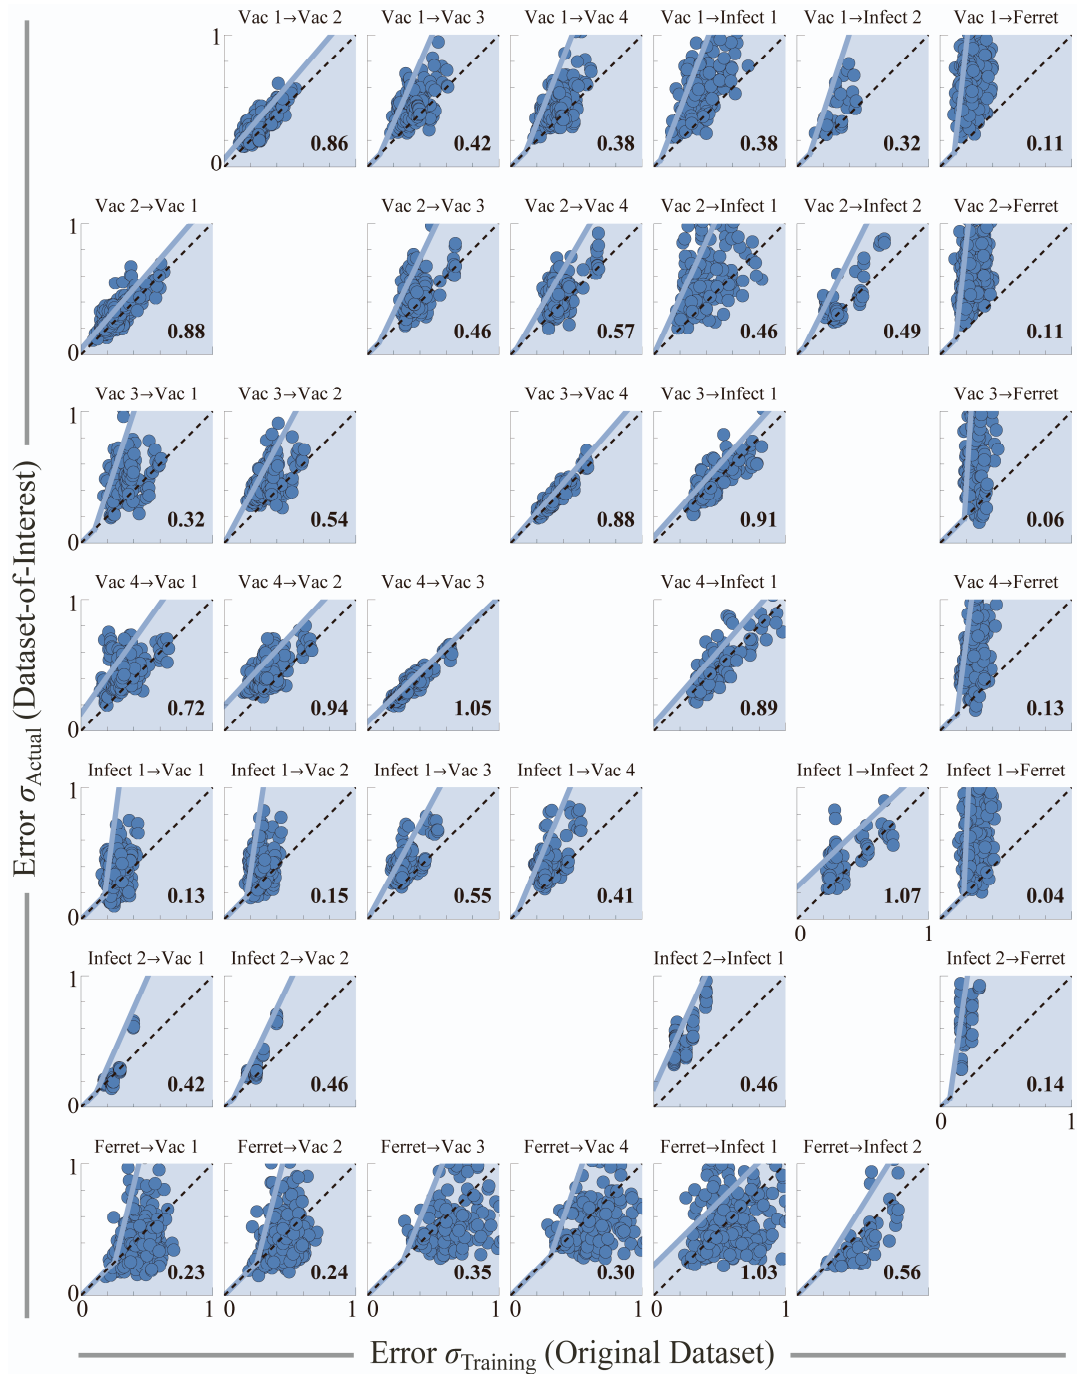 Vac 1→Vac 2
Vac 1→Vac 3
Vac 1→Vac 4
Vac 1→Infect 1
Vac 1→Infect 2
Vac 1→Ferret
1
0
0.86
0.42
0.38
0.38
0.32
0.11
Vac 2→Vac 1
Vac 2→Vac 3
Vac 2→Vac 4
Vac 2→Infect 1
Vac 2→Infect 2
Vac 2→Ferret
1
0
0.88
0.46
0.57
0.46
0.49
0.11
Vac 3→Vac 1
Vac 3→Vac 2
Vac 3→Vac 4
Vac 3→Infect 1
Vac 3→Ferret
1
0
0.32
0.54
0.88
0.91
0.06
Vac 4→Vac 1
Vac 4→Vac 2
Vac 4→Vac 3
Vac 4→Infect 1
Vac 4→Ferret
1
0
0.72
0.94
1.05
0.89
0.13
Infect 1→Vac 1
Infect 1→Vac 2
Infect 1→Vac 3
Infect 1→Vac 4
Infect 1→Infect 2
Infect 1→Ferret
1
0
0.13
0.15
0.55
0.41
1.07
0.04
0
1
Infect 2→Vac 1
Infect 2→Vac 2
Infect 2→Infect 1
Infect 2→Ferret
1
0
0.42
0.46
0.46
0.14
0
1
Ferret→Vac 1
Ferret→Vac 2
Ferret→Vac 3
Ferret→Vac 4
Ferret→Infect 1
Ferret→Infect 2
1
0
0.23
0.24
0.35
0.30
1.03
0.56
0
1
0
1
0
1
0
1
0
1
0
1
Error σActual (Dataset-of-Interest)
Error σTraining (Original Dataset)